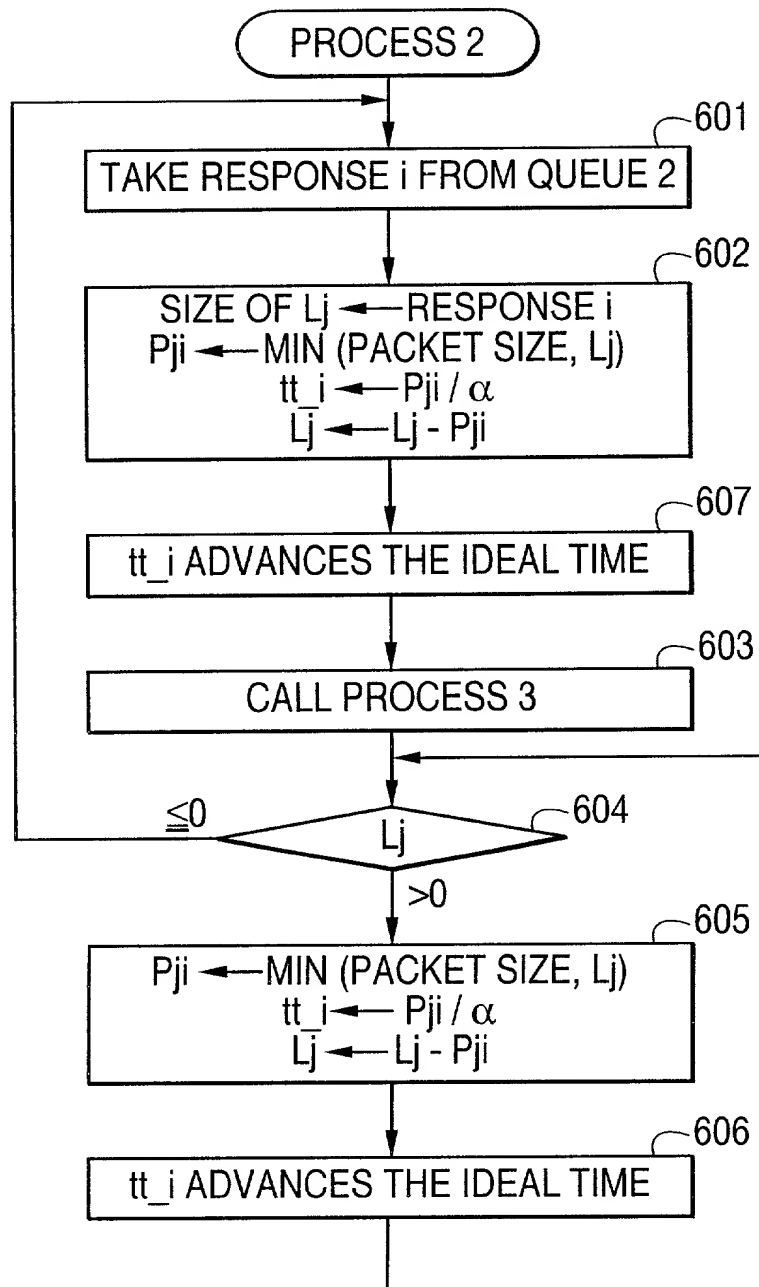 PROCESS 2
601
TAKE RESPONSE i FROM QUEUE 2
602
SIZE OF Lj ← RESPONSE i
Pji ← MIN (PACKET SIZE, Lj)
tt_i ← Pji / α
Lj ← Lj - Pji
607
tt_i ADVANCES THE IDEAL TIME
603
CALL PROCESS 3
≦0
Lj
604
>0
605
Pji ← MIN (PACKET SIZE, Lj)
tt_i ← Pji / α
Lj ← Lj - Pji
606
tt_i ADVANCES THE IDEAL TIME